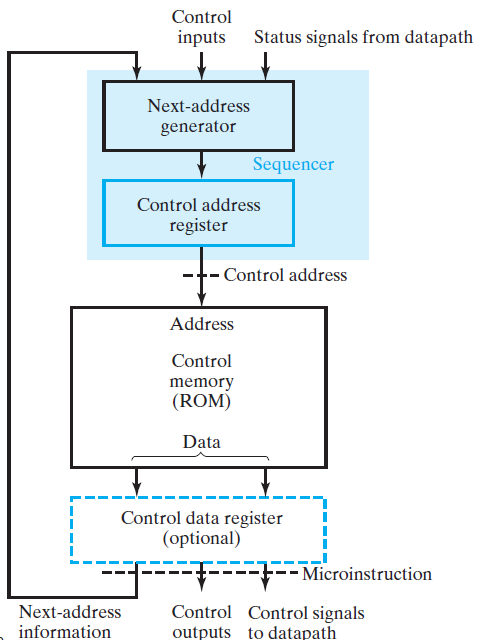 Control
inputs
Status signals from datapath
Next-address
generator
Sequencer
Control address
register
Control address
Address
Control
memory
(ROM)
Data
Control data register
(optional)
Microinstruction
Next-address
information
Control
outputs
Control signals
to datapath